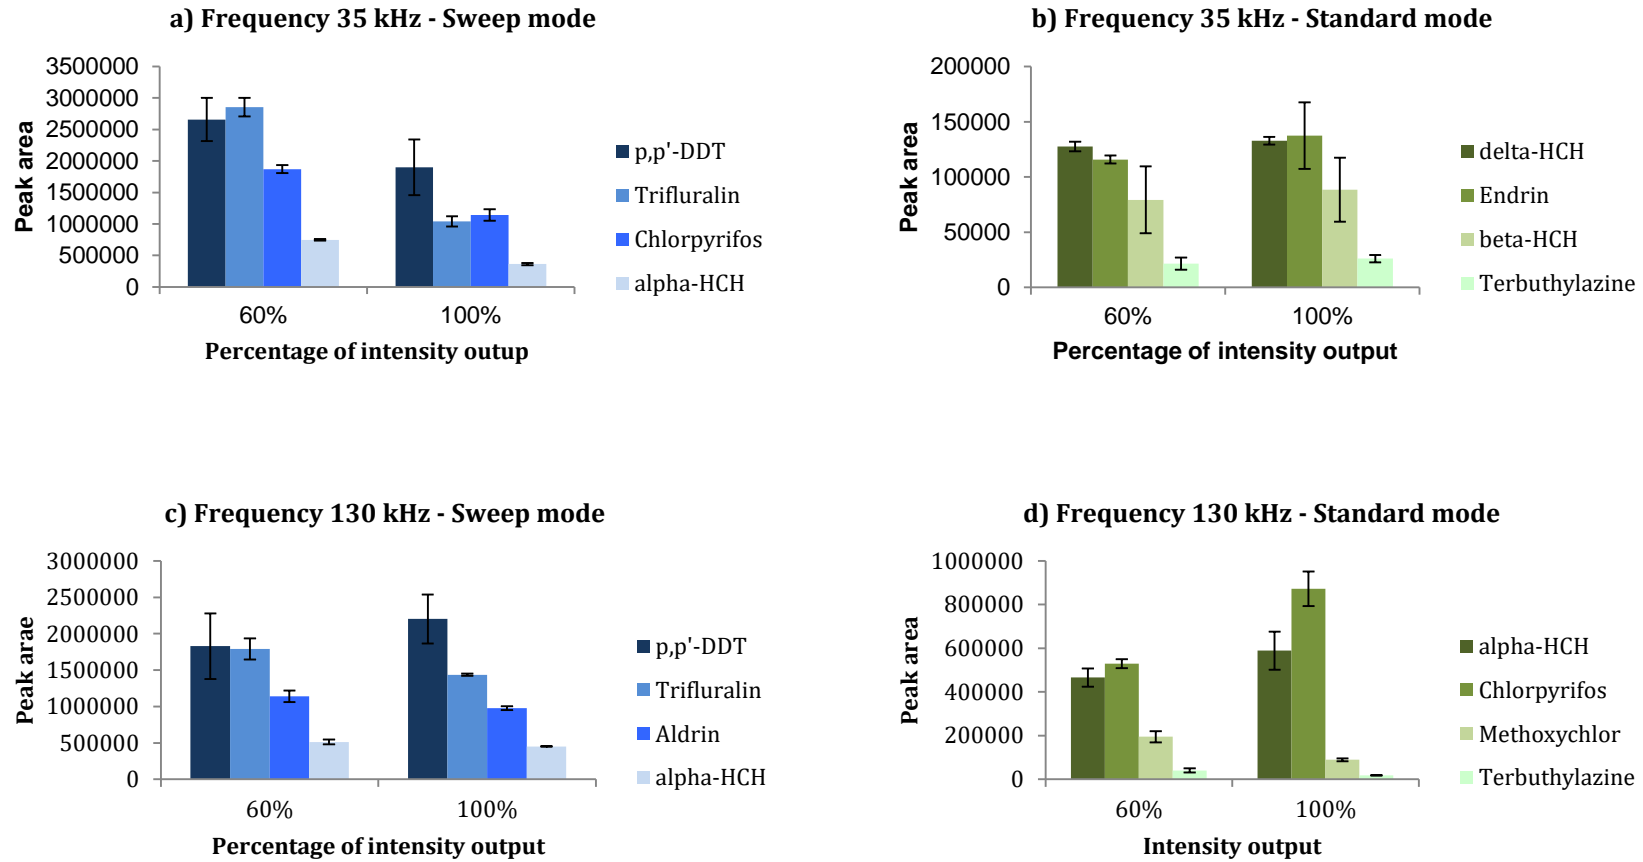 a) Frequency 35 kHz - Sweep mode
3500000
3000000
2500000
2000000
1500000
1000000
500000
0
Peak area
60%
100%
Percentage of intensity outup
p,p'-DDT
Trifluralin
Chlorpyrifos
alpha-HCH
b) Frequency 35 kHz - Standard mode
200000
150000
100000
50000
0
Peak area
60%
100%
Percentage of intensity output
delta-HCH
Endrin
beta-HCH
Terbuthylazine
c) Frequency 130 kHz - Sweep mode
3000000
2500000
2000000
1500000
1000000
500000
0
Peak arae
60%
100%
Percentage of intensity output
p,p'-DDT
Trifluralin
Aldrin
alpha-HCH
d) Frequency 130 kHz - Standard mode
1000000
800000
600000
400000
200000
0
Peak area
60%
100%
Intensity output
alpha-HCH
Chlorpyrifos
Methoxychlor
Terbuthylazine